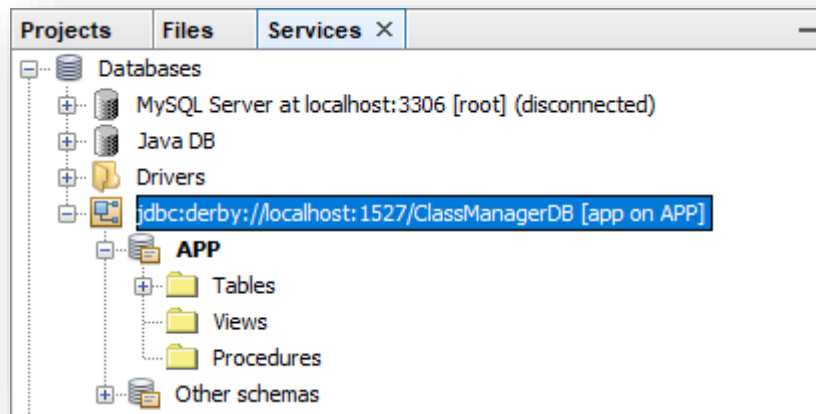 Projects Files Services ×
Databases
MySQL Server at localhost:3306 [root] (disconnected)
Java DB
Drivers
jdbc:derby://localhost:1527/ClassManagerDB [app on APP]
APP
Tables
Views
Procedures
Other schemas